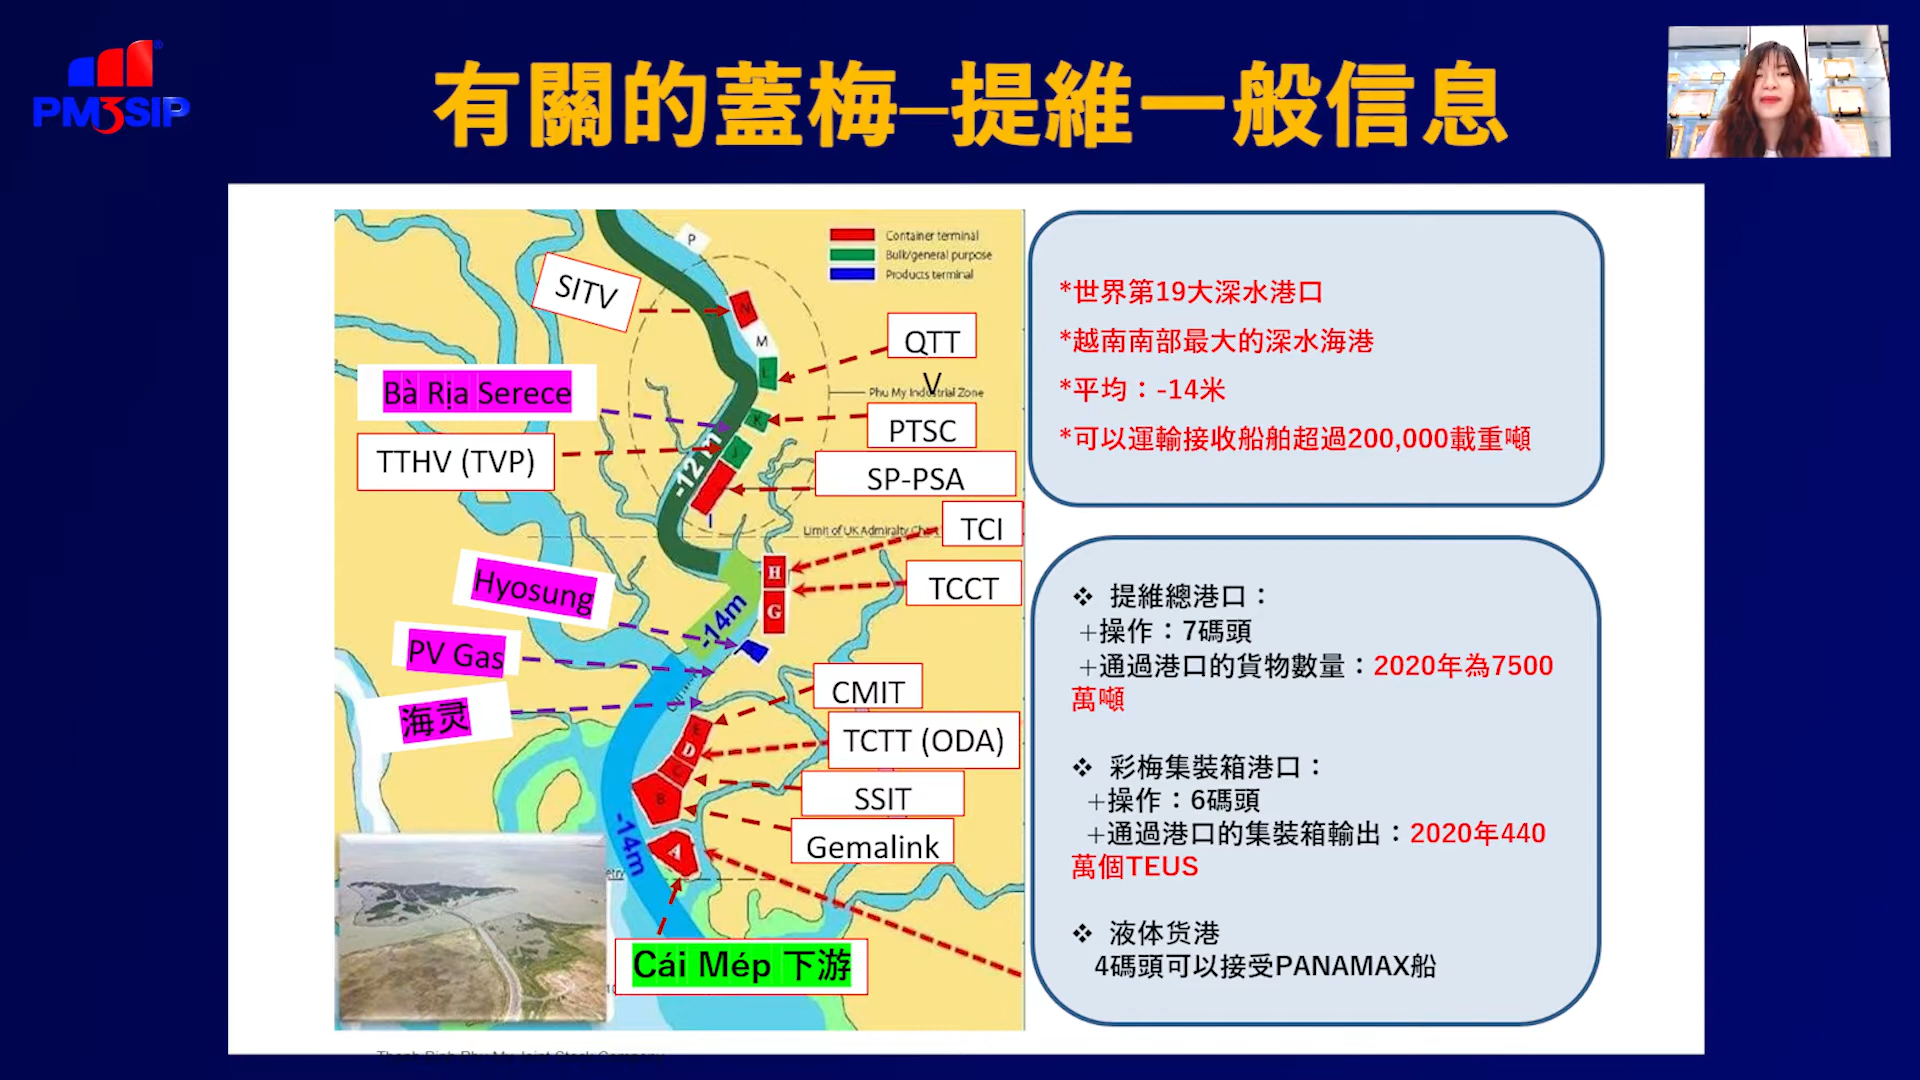 PM3SIP
有關的蓋梅–提維一般信息
P
Container terminal
Bulk/general purpose
Products terminal
SITV
N
M
L
QTT
V
Phu My Industrial Zone
Bà Rịa Serece
K
PTSC
TTHV (TVP)
J
-12 m
SP-PSA
I
Limit of UK Admiralty Chart
TCI
H
TCCT
G
Hyosung
-14m
PV Gas
海灵
CMIT
E
D
TCTT (ODA)
C
SSIT
B
Gemalink
-14m
A
Cái Mép 下游
*世界第19大深水港口
*越南南部最大的深水海港
*平均：-14米
*可以運輸接收船舶超過200,000載重噸
❖ 提維總港口：
+操作：7碼頭
+通過港口的貨物數量：2020年為7500
萬噸
❖ 彩梅集裝箱港口：
+操作：6碼頭
+通過港口的集裝箱輸出：2020年440
萬個TEUS
❖ 液体货港
4碼頭可以接受PANAMAX船